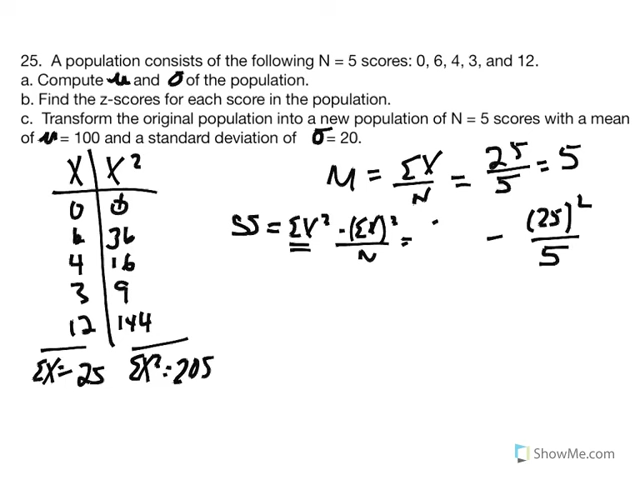 25. A population consists of the following N = 5 scores: 0, 6, 4, 3, and 12.
a. Compute μ and σ of the population.
b. Find the z-scores for each score in the population.
c. Transform the original population into a new population of N = 5 scores with a mean
of μ = 100 and a standard deviation of σ = 20.
X X²
0 0
6 36
4 16
3 9
12 144
ΣX = 25 ΣX² = 205
M = ΣX/N = 25/5 = 5
SS = ΣX² - (ΣX)²/N = - (25)²/5
ShowMe.com